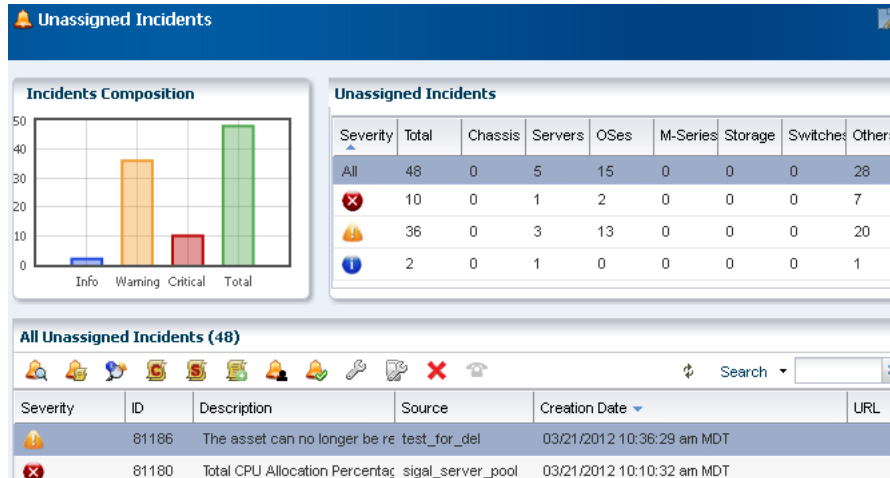 Unassigned Incidents
Incidents Composition
50
40
30
20
10
0
Info Warning Critical Total
Unassigned Incidents
Severity Total Chassis Servers OSes M-Series Storage Switches Others
All 48 0 5 15 0 0 0 28
10 0 1 2 0 0 0 7
36 0 3 13 0 0 0 20
2 0 1 0 0 0 0 1
All Unassigned Incidents (48)
C S
Search
Severity ID Description Source Creation Date URL
81186 The asset can no longer be re test_for_del 03/21/2012 10:36:29 am MDT
81180 Total CPU Allocation Percentag sigal_server_pool 03/21/2012 10:10:32 am MDT